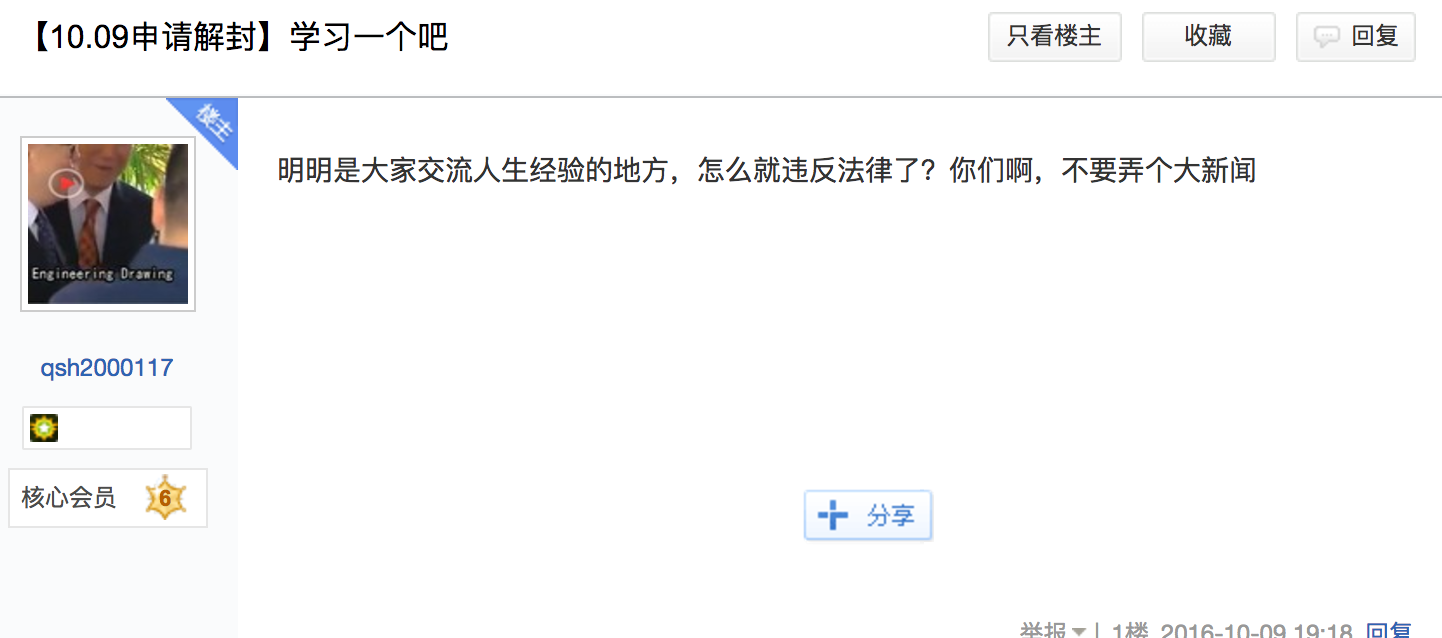 【10.09申请解封】学习一个吧
只看楼主
收藏
回复
楼主
明明是大家交流人生经验的地方，怎么就违反法律了？你们啊，不要弄个大新闻
Engineering Drawing
qsh2000117
核心会员 6
分享
举报 | 1楼 2016-10-09 19:18 回复